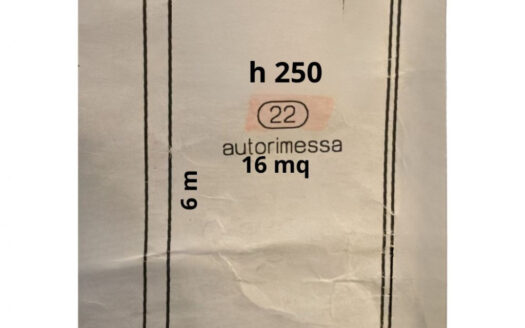 h 250
22
autorimessa
16 mq
6 m